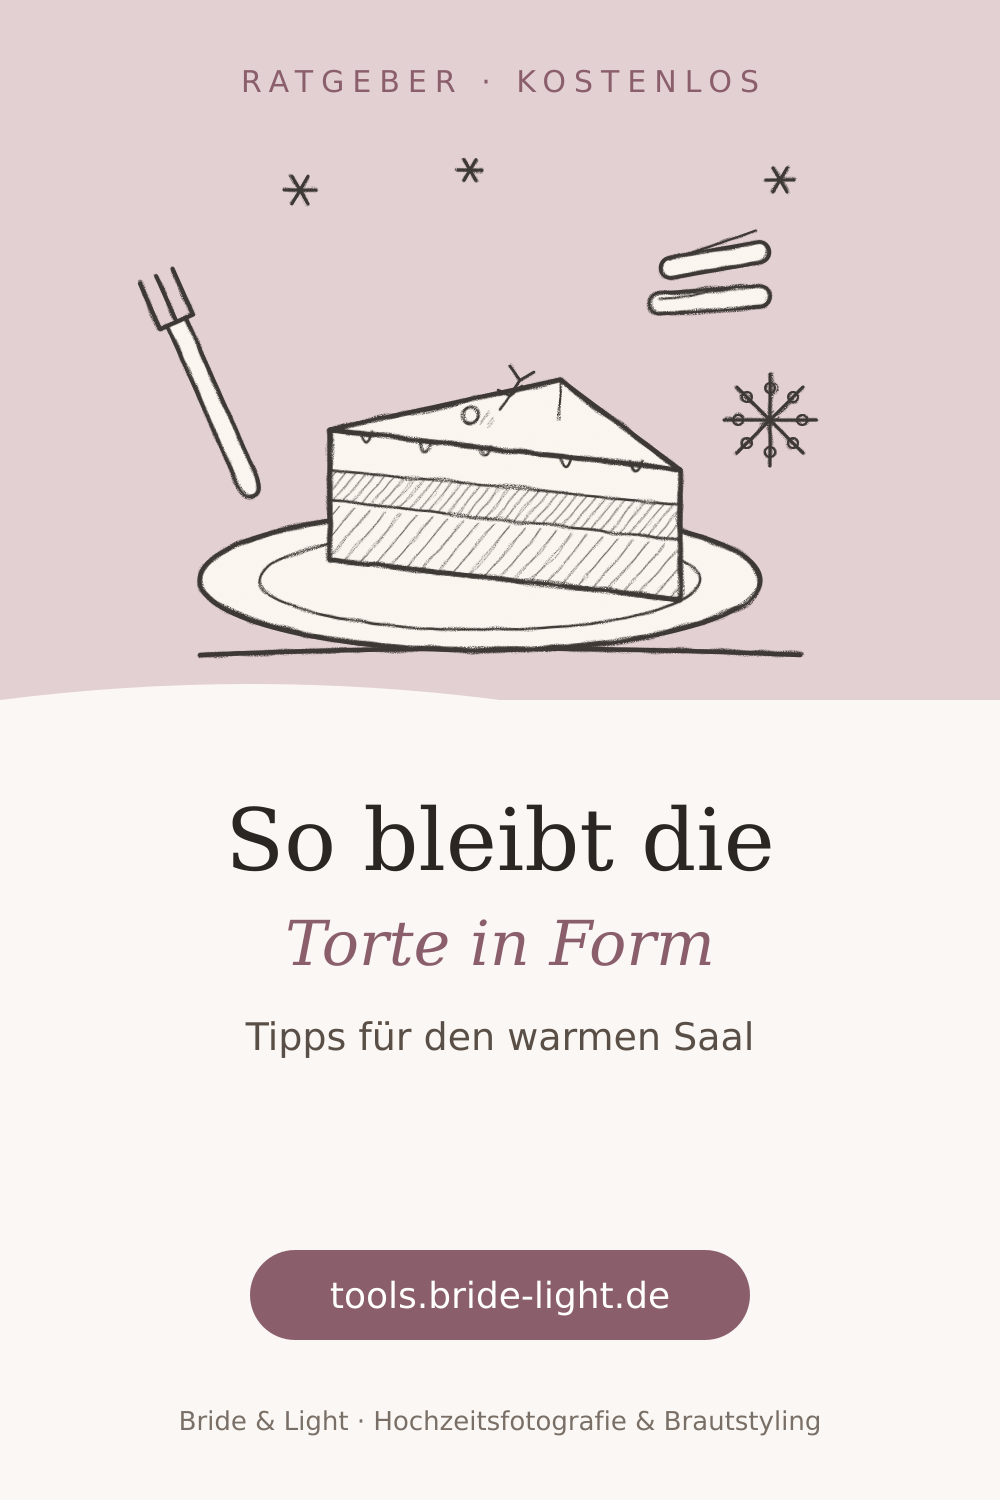 RATGEBER · KOSTENLOS
So bleibt die
Torte in Form
Tipps für den warmen Saal
tools.bride-light.de
Bride & Light · Hochzeitsfotografie & Brautstyling